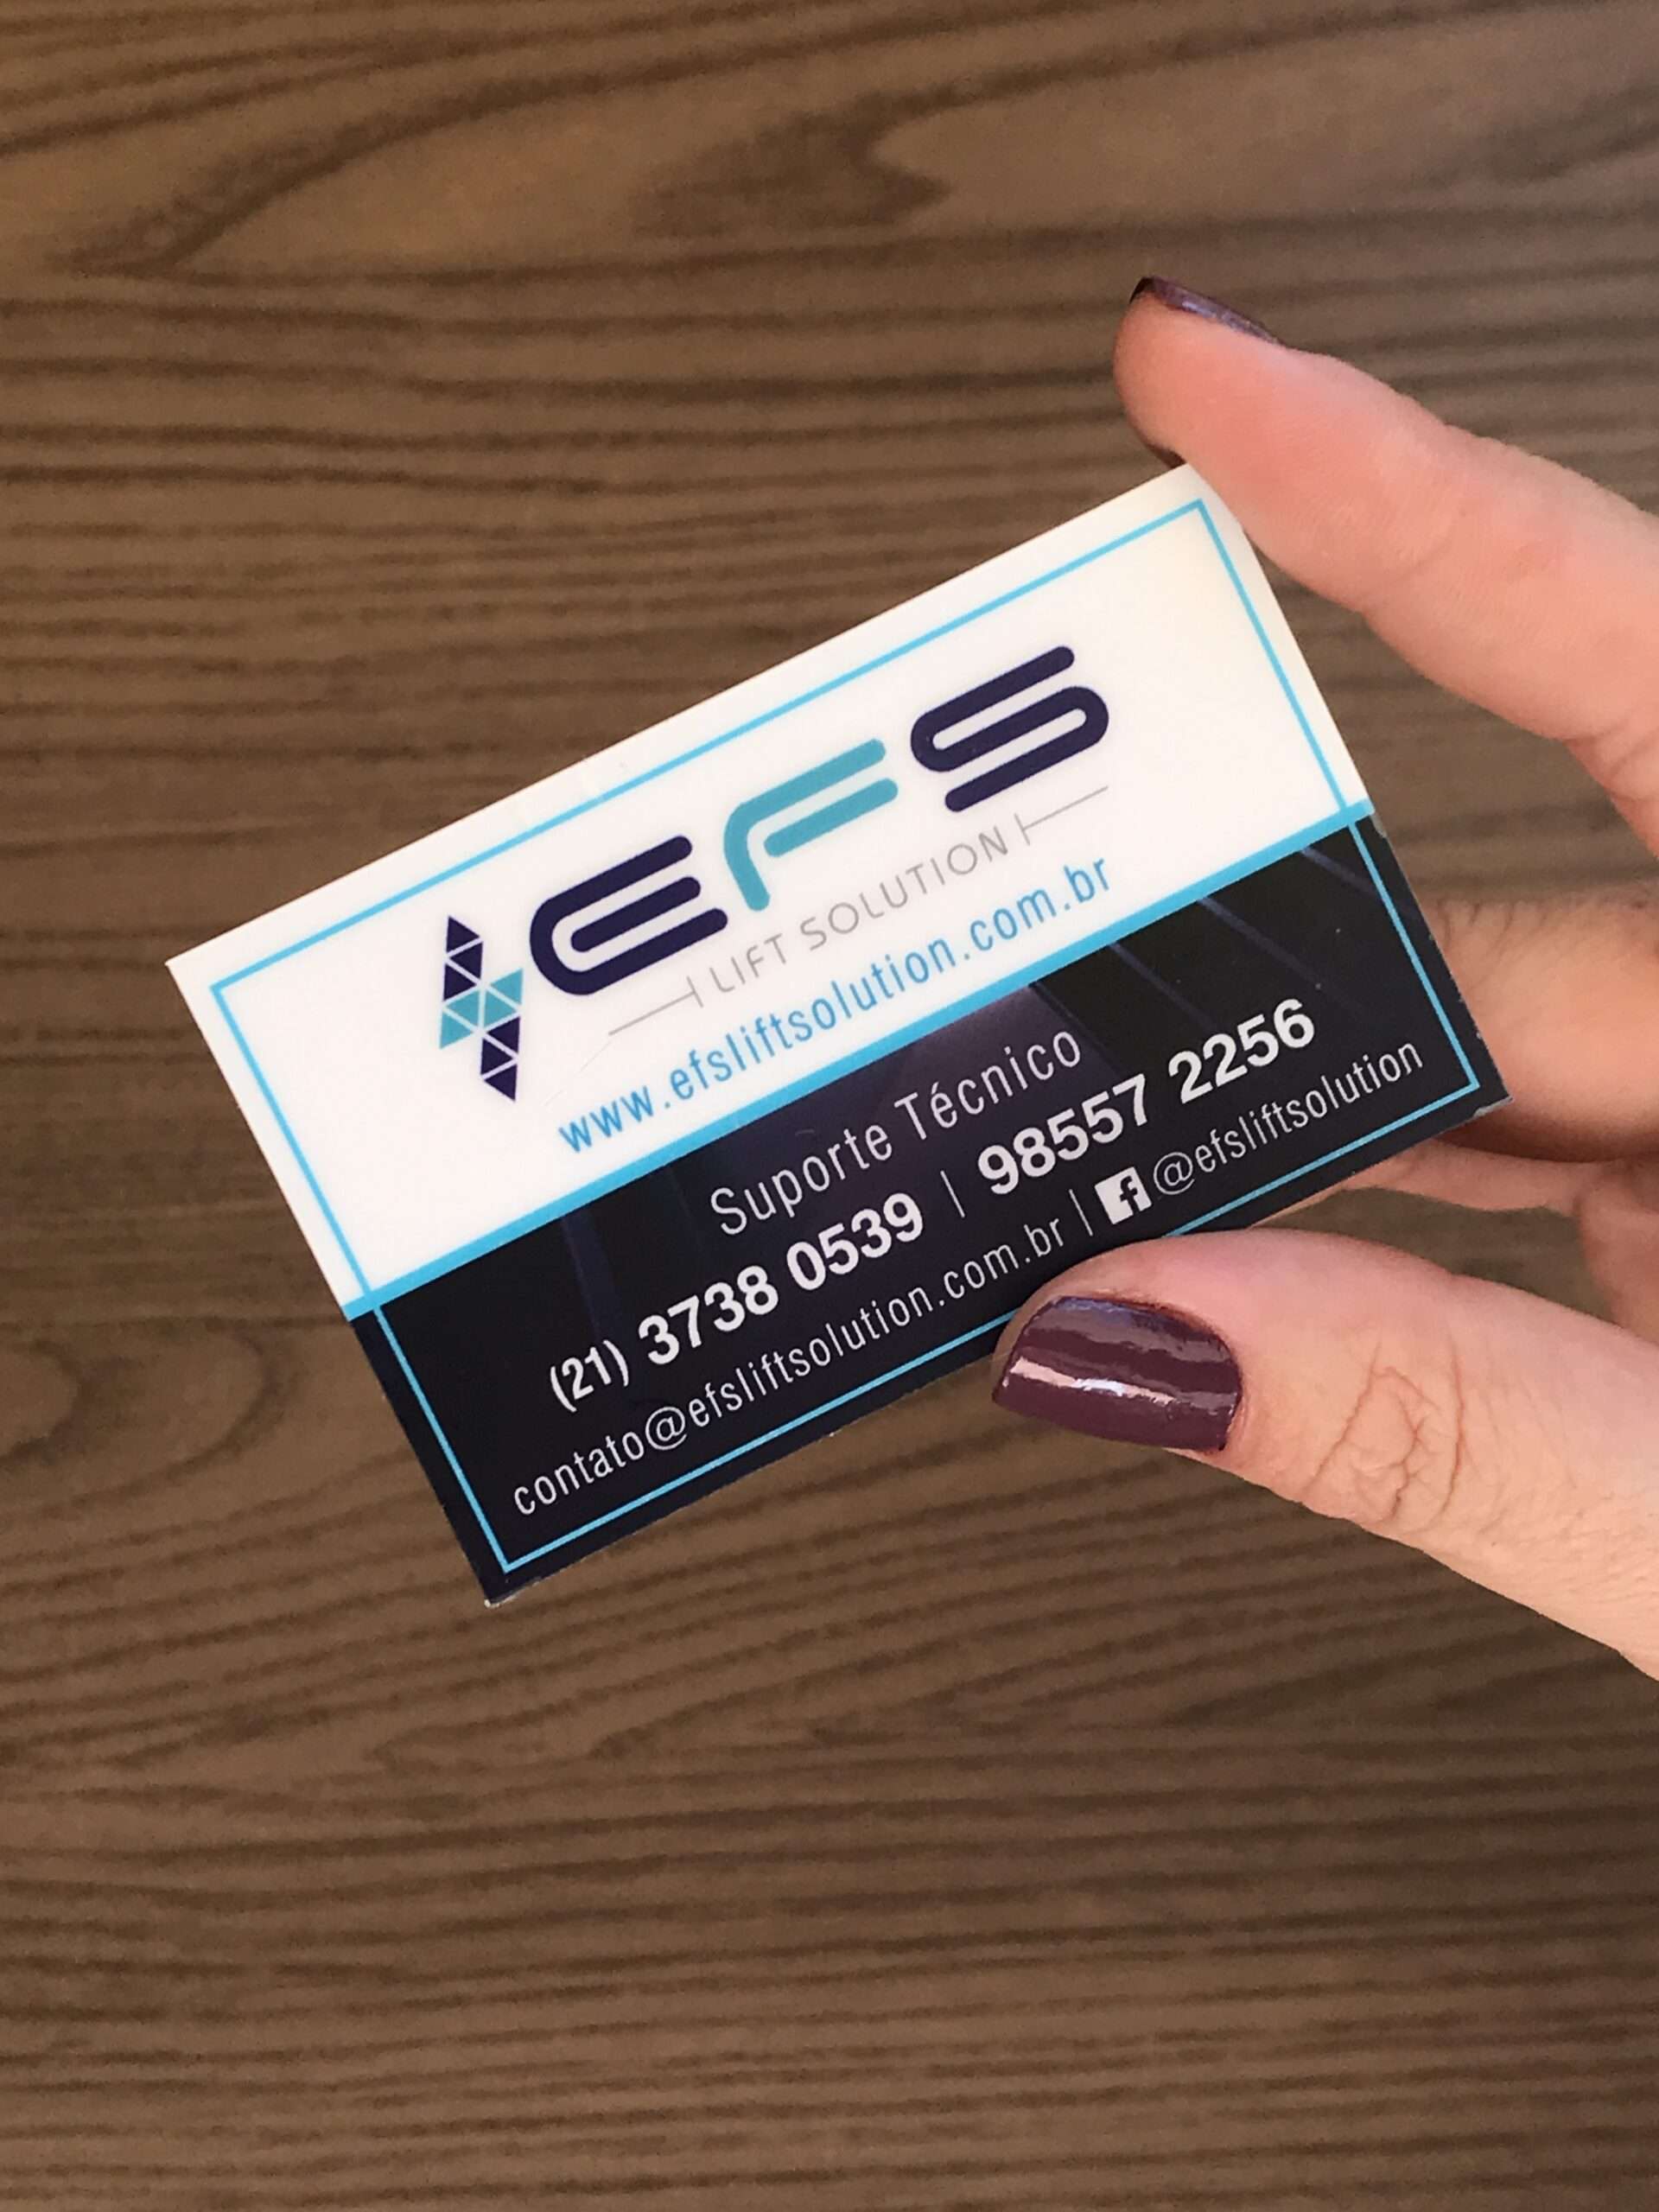 EFS
LIFT SOLUTION
www.efsliftsolution.com.br
Suporte Técnico
(21) 3738 0539 | 98557 2256
contato@efsliftsolution.com.br | f @efsliftsolution